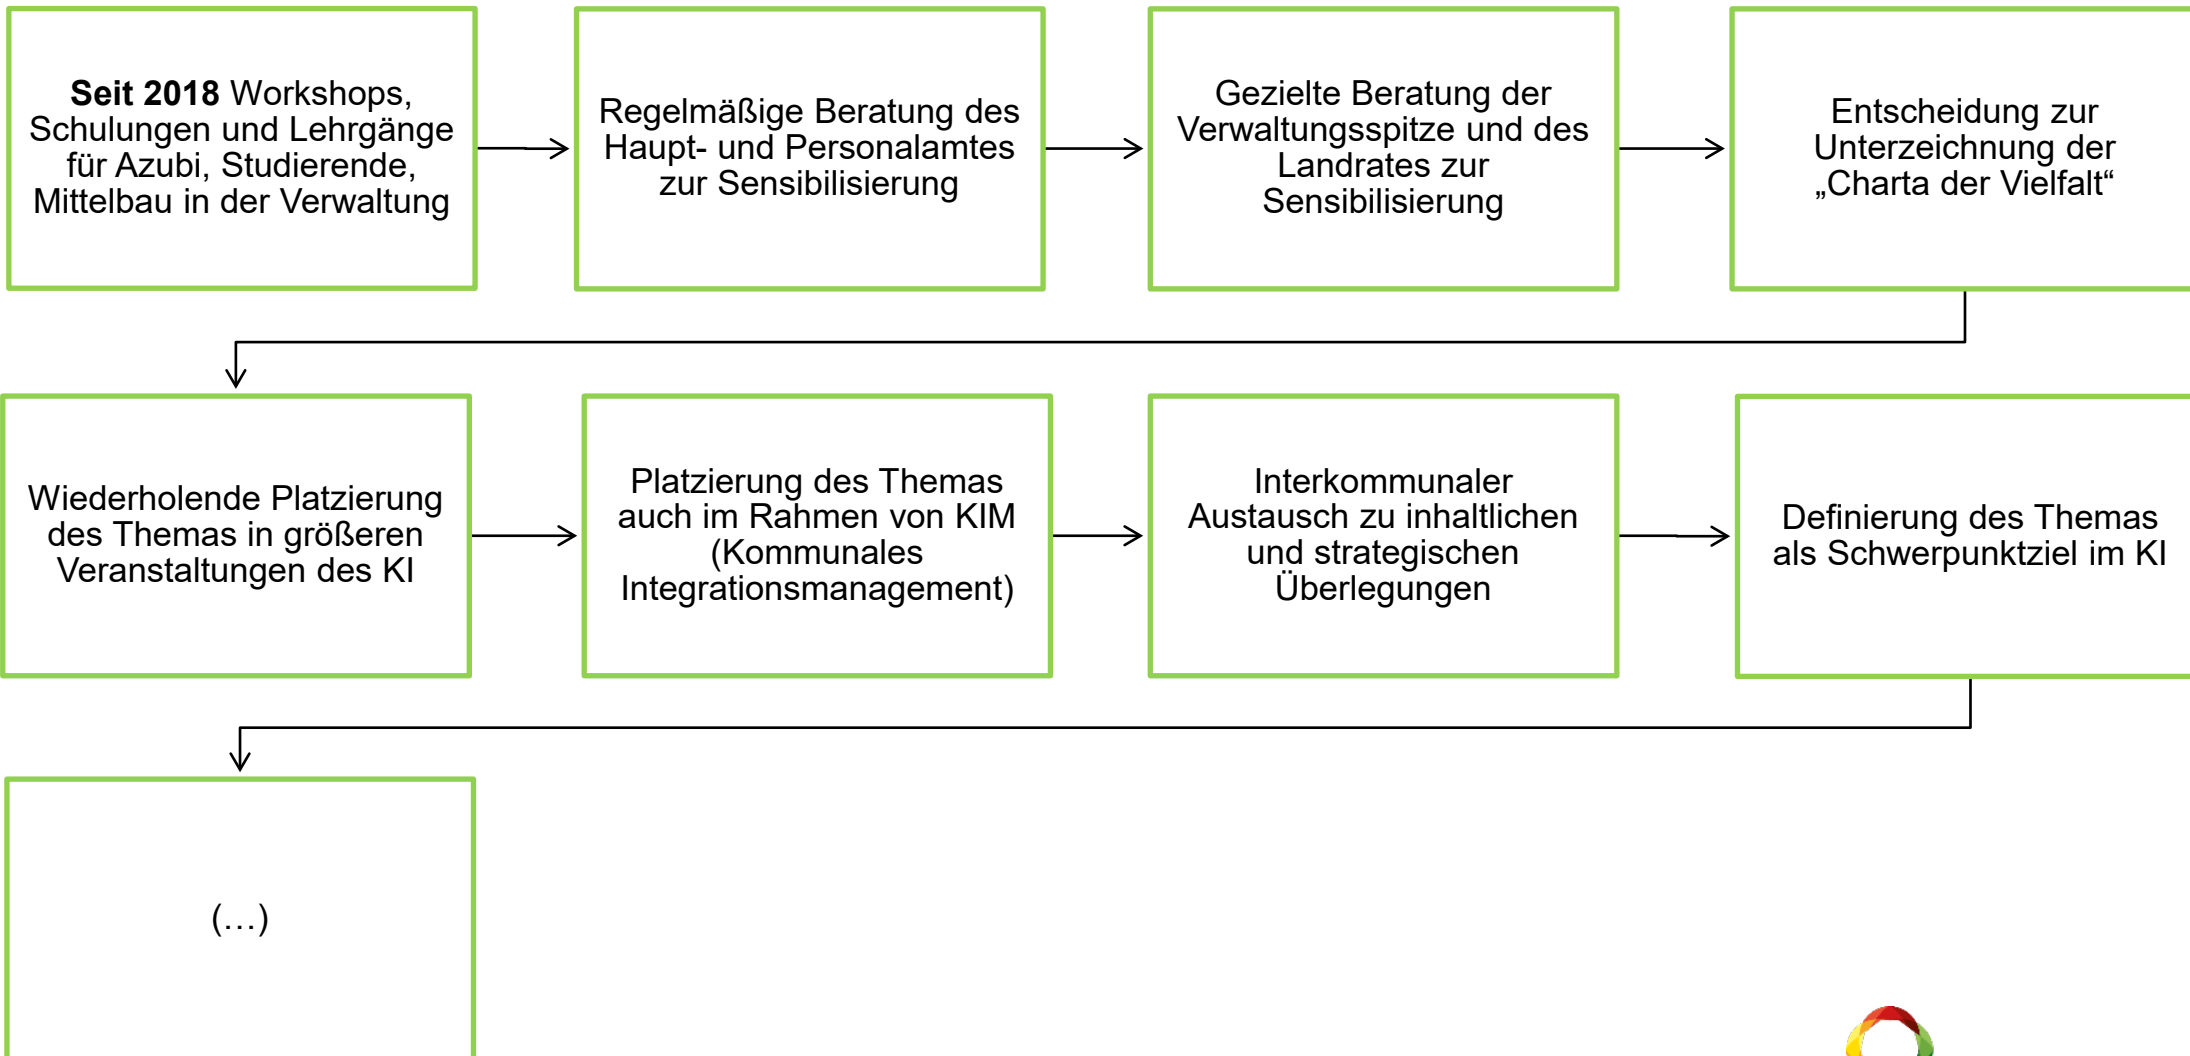 Seit 2018 Workshops,
Schulungen und Lehrgänge
für Azubi, Studierende,
Mittelbau in der Verwaltung
Regelmäßige Beratung des
Haupt- und Personalamtes
zur Sensibilisierung
Gezielte Beratung der
Verwaltungsspitze und des
Landrates zur
Sensibilisierung
Entscheidung zur
Unterzeichnung der
„Charta der Vielfalt“
Wiederholende Platzierung
des Themas in größeren
Veranstaltungen des KI
Platzierung des Themas
auch im Rahmen von KIM
(Kommunales
Integrationsmanagement)
Interkommunaler
Austausch zu inhaltlichen
und strategischen
Überlegungen
Definierung des Themas
als Schwerpunktziel im KI
(…)